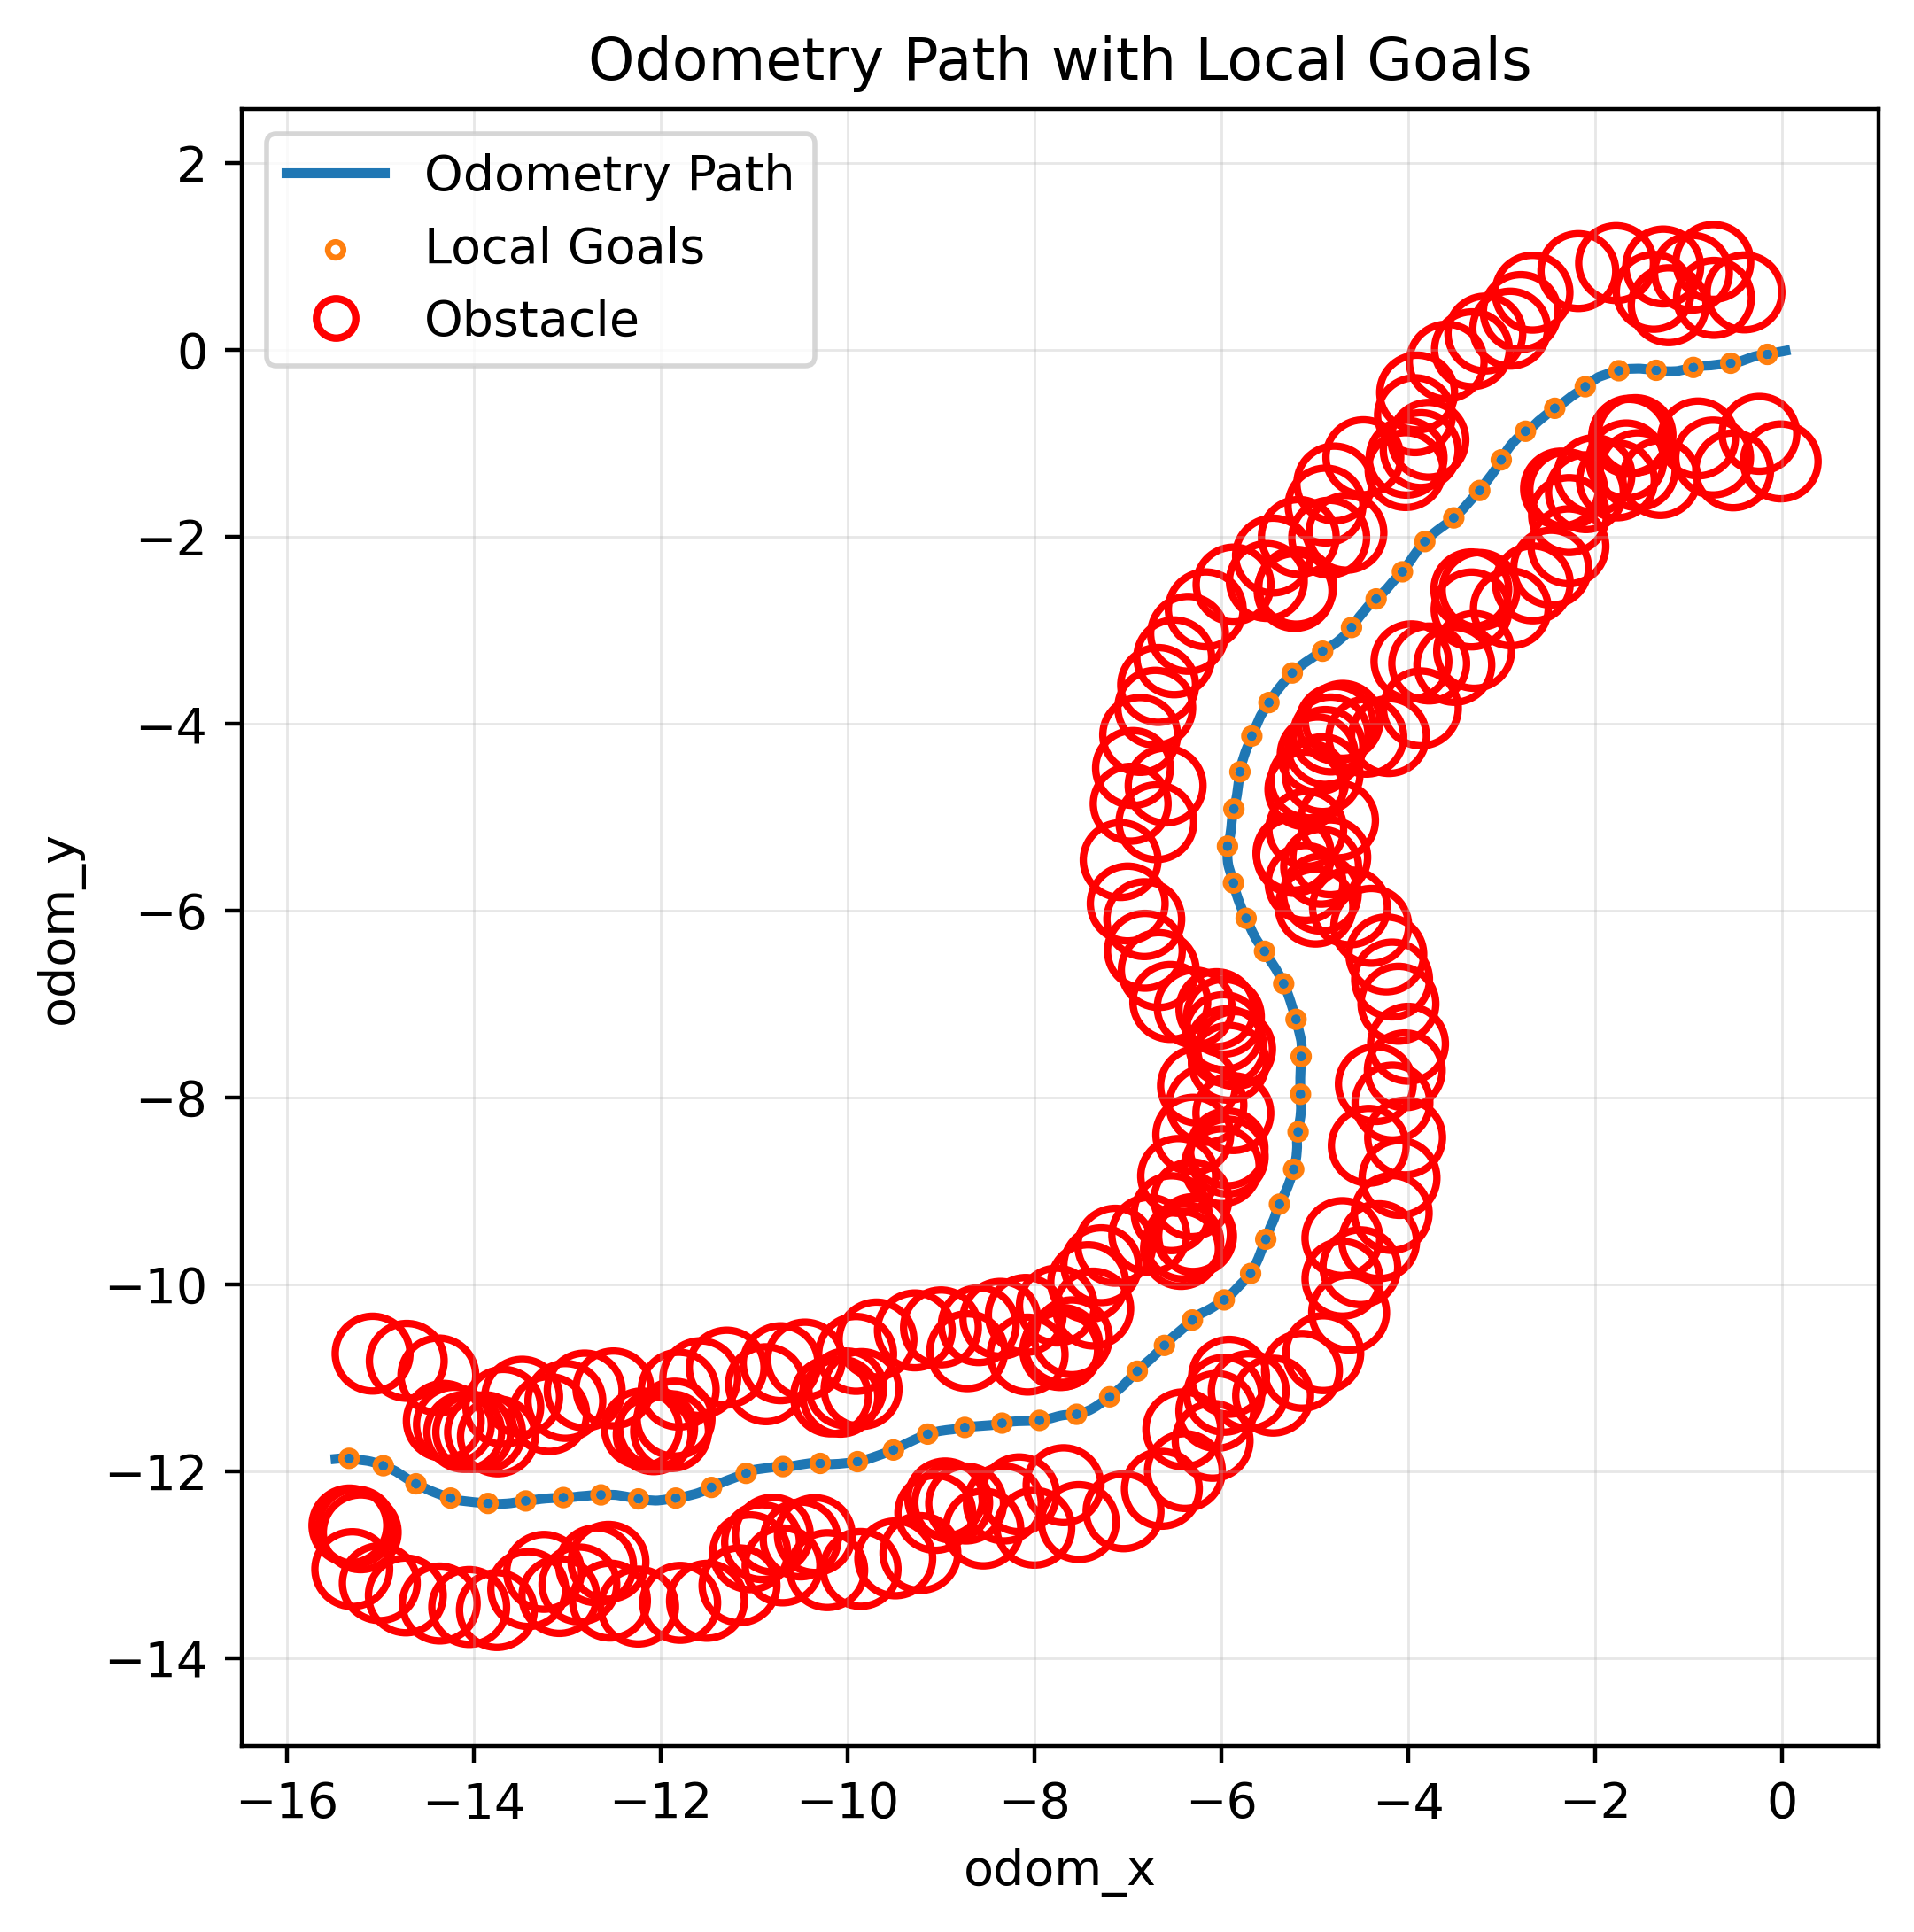 Odometry Path with Local Goals
Odometry Path
Local Goals
Obstacle
2
0
−2
−4
−6
−8
−10
−12
−14
odom_y
−16 −14 −12 −10 −8 −6 −4 −2 0
odom_x